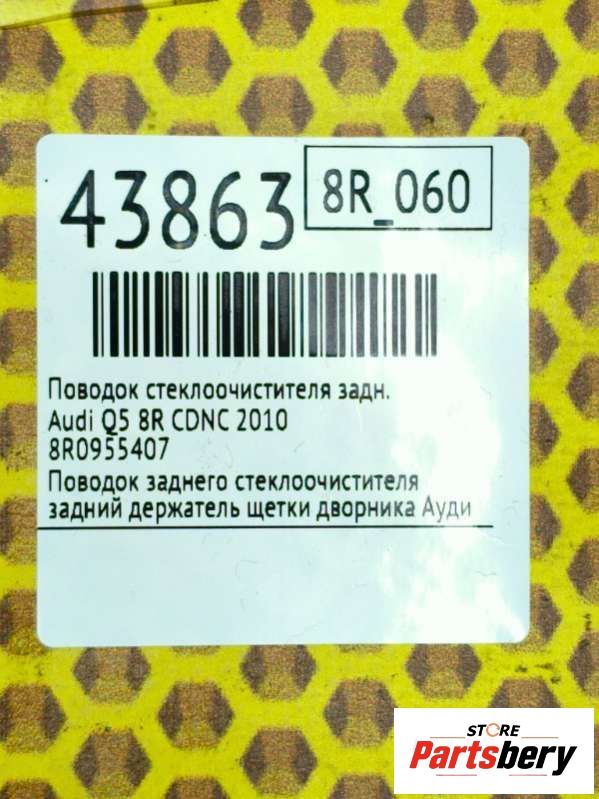 43863
8R_060
Поводок стеклоочистителя задн.
Audi Q5 8R CDNC 2010
8R0955407
Поводок заднего стеклоочистителя
задний держатель щетки дворника Ауди
STORE
Partsbery